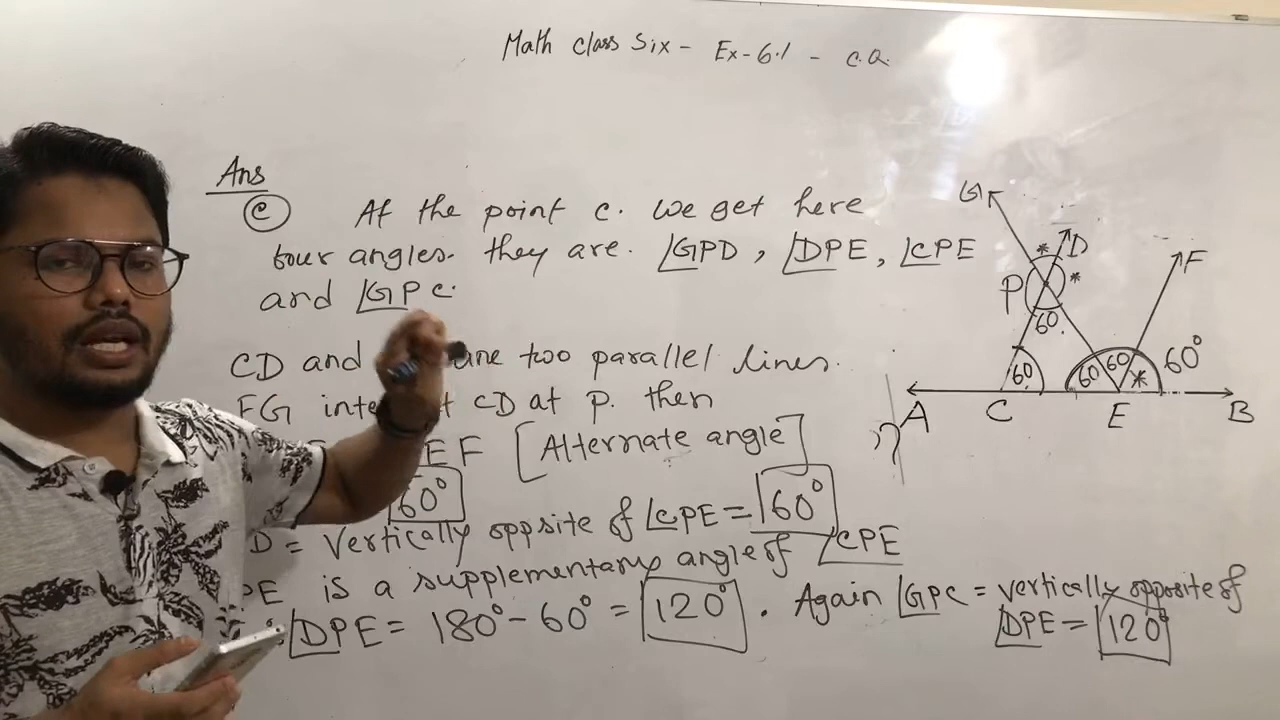 Math class Six - Ex-6.1 - C.Q.
Ans
(c) At the point c. We get here
four angles. they are. ∠GPD, ∠DPE, ∠CPE
and ∠GPC.
CD and are two parallel lines.
CD at P. then
EF [Alternate angle]
60°
D = Vertically opposite of ∠CPE = 60°
PE is a supplementary angle of ∠CPE
∠DPE = 180° - 60° = 120°. Again ∠GPC = vertically opposite of
∠DPE = 120°
G
* D
P *
F
60
60 60 60 * 60°
A C E B